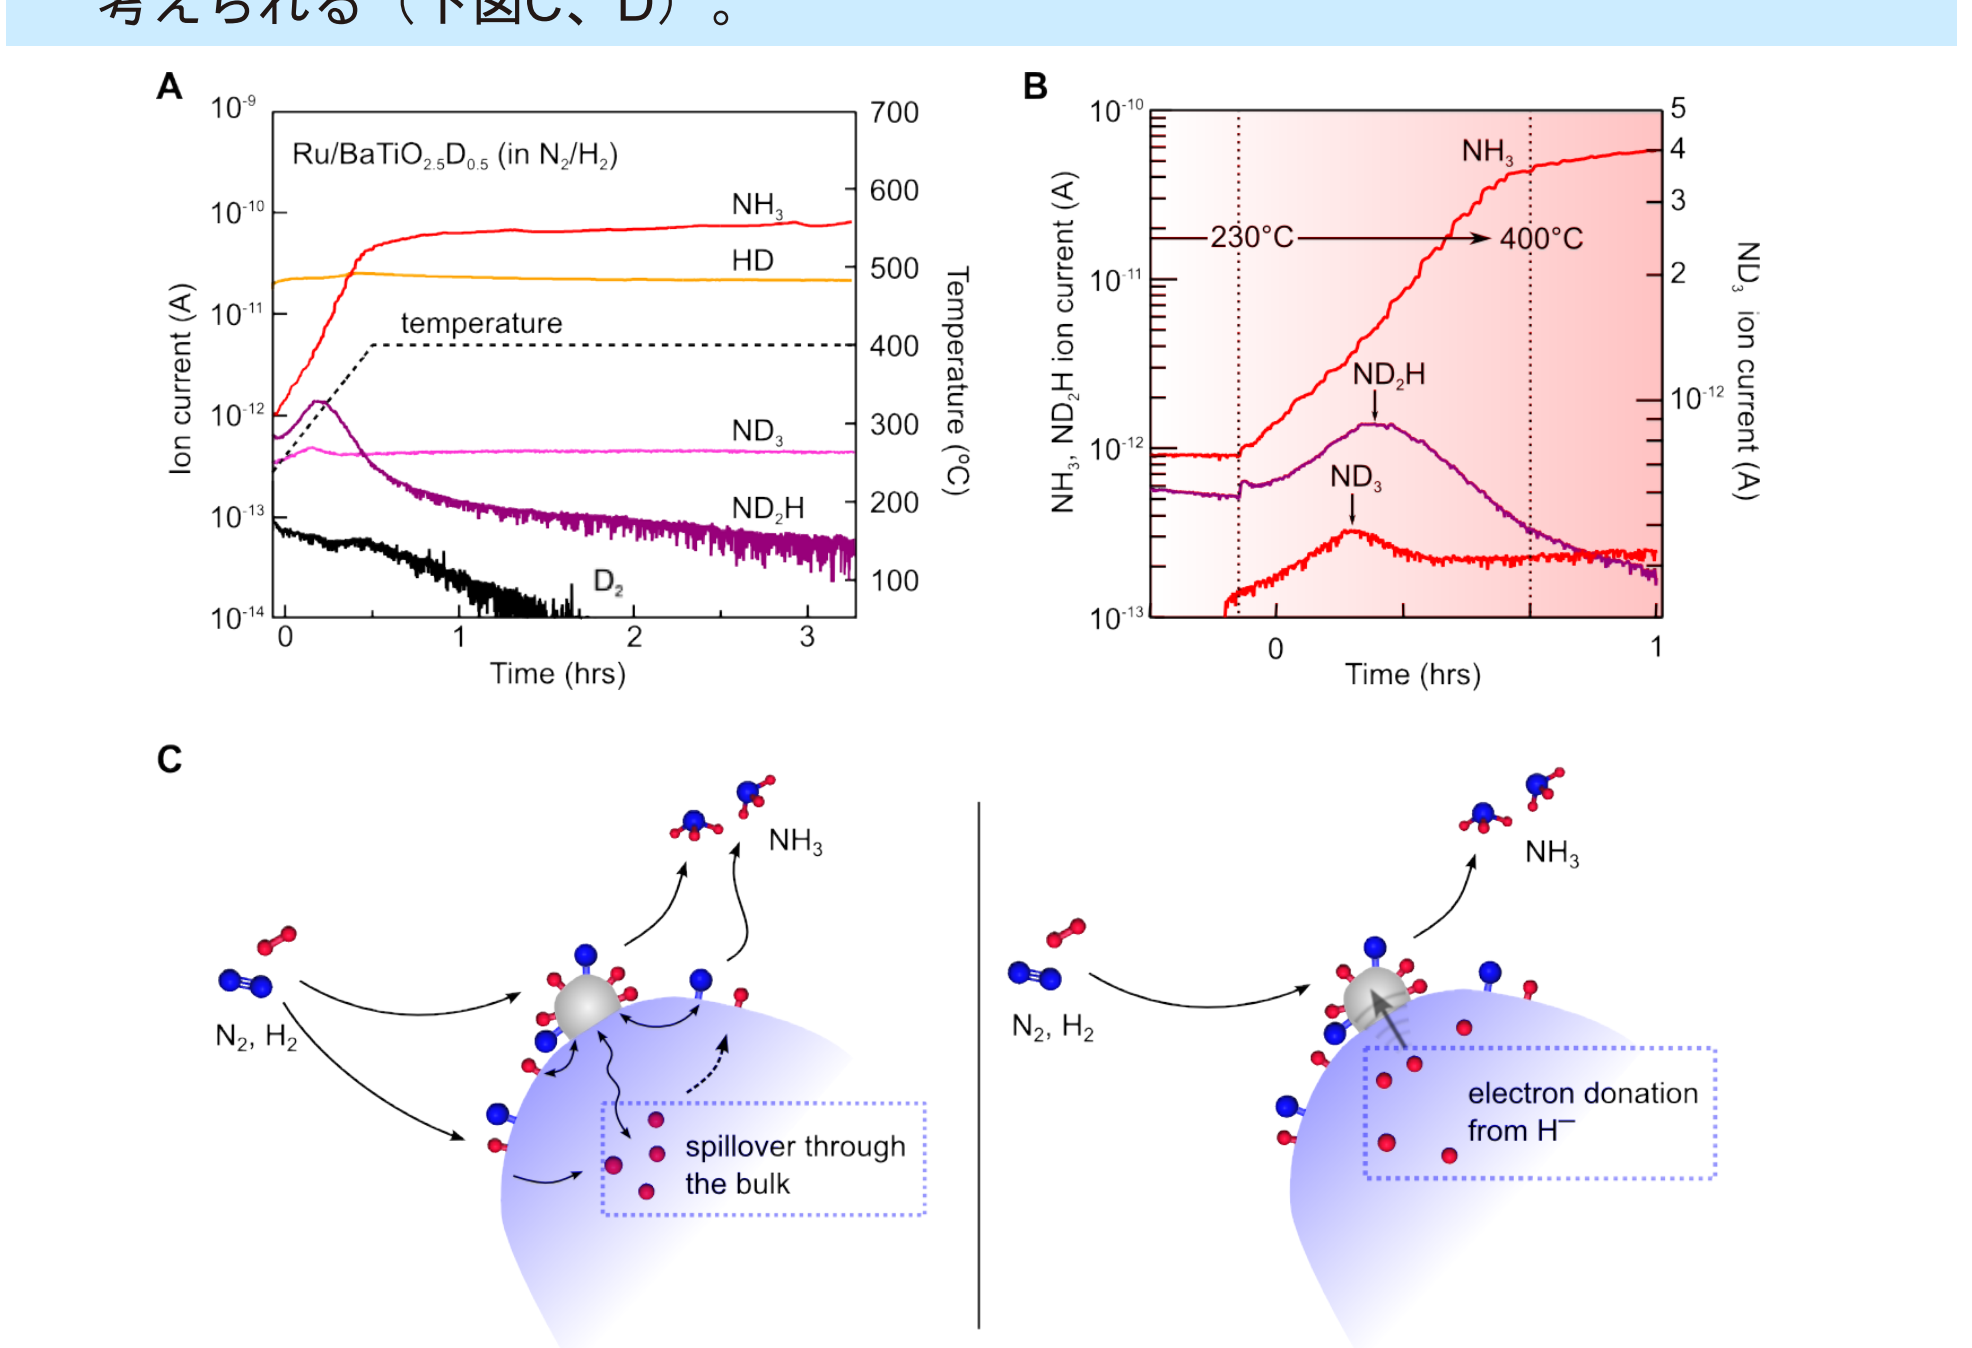 考えられる（下図C、D）。
A
10⁻⁹
10⁻¹⁰
10⁻¹¹
10⁻¹²
10⁻¹³
10⁻¹⁴
Ion current (A)
Ru/BaTiO₂.₅D₀.₅ (in N₂/H₂)
NH₃
HD
temperature
ND₃
ND₂H
D₂
700
600
500
400
300
200
100
Temperature (°C)
0 1 2 3
Time (hrs)
B
10⁻¹⁰
10⁻¹¹
10⁻¹²
10⁻¹³
NH₃, ND₂H ion current (A)
NH₃
230°C 400°C
ND₂H
ND₃
5
4
3
2
10⁻¹²
ND₃ ion current (A)
0 1
Time (hrs)
C
NH₃
N₂, H₂
spillover through
the bulk
NH₃
N₂, H₂
electron donation
from H⁻